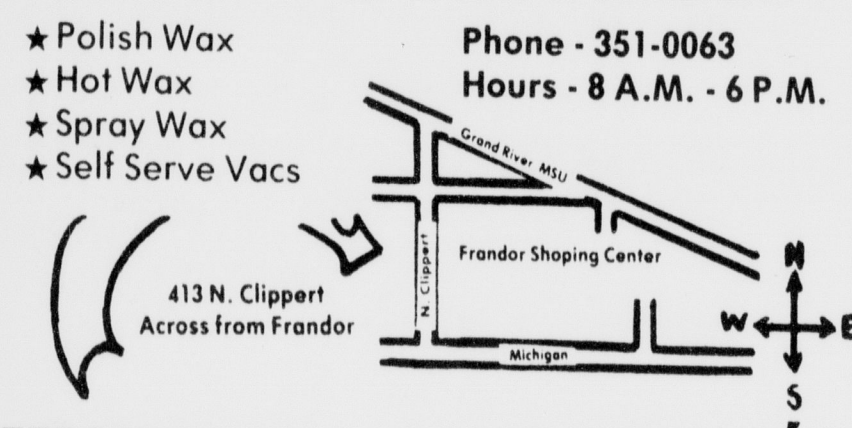 ★ Polish Wax
★ Hot Wax
★ Spray Wax
★ Self Serve Vacs
Phone - 351-0063
Hours - 8 A.M. - 6 P.M.
Grand River MSU
N. Clippert
Frandor Shoping Center
413 N. Clippert
Across from Frandor
Michigan
N
W
E
S